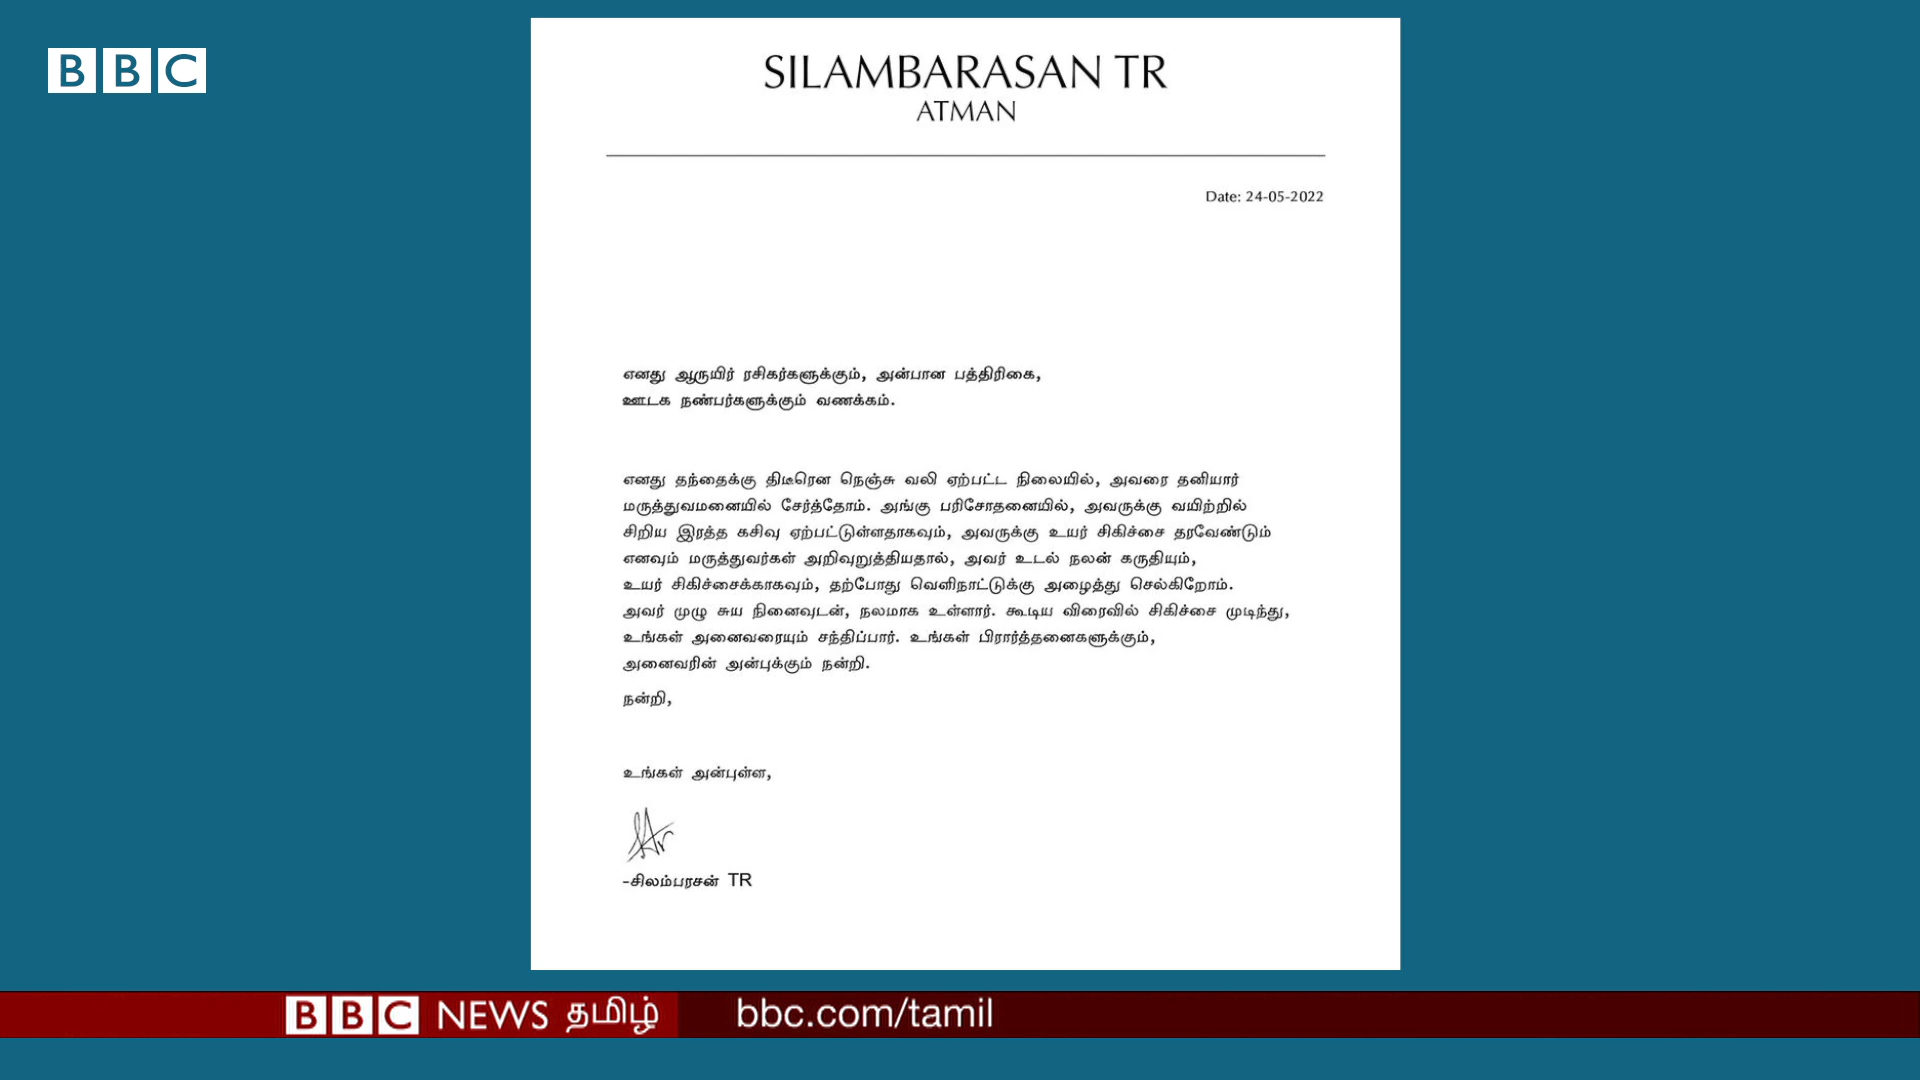 BBC
SILAMBARASAN TR
ATMAN
Date: 24-05-2022
எனது ஆருயிர் ரசிகர்களுக்கும், அன்பான பத்திரிகை,
ஊடக நண்பர்களுக்கும் வணக்கம்.
எனது தந்தைக்கு திடீரென நெஞ்சு வலி ஏற்பட்ட நிலையில், அவரை தனியார்
மருத்துவமனையில் சேர்த்தோம். அங்கு பரிசோதனையில், அவருக்கு வயிற்றில்
சிறிய இரத்த கசிவு ஏற்பட்டுள்ளதாகவும், அவருக்கு உயர் சிகிச்சை தரவேண்டும்
எனவும் மருத்துவர்கள் அறிவுறுத்தியதால், அவர் உடல் நலன் கருதியும்,
உயர் சிகிச்சைக்காகவும், தற்போது வெளிநாட்டுக்கு அழைத்து செல்கிறோம்.
அவர் முழு சுய நினைவுடன், நலமாக உள்ளார். கூடிய விரைவில் சிகிச்சை முடிந்து,
உங்கள் அனைவரையும் சந்திப்பார். உங்கள் பிரார்த்தனைகளுக்கும்,
அனைவரின் அன்புக்கும் நன்றி.
நன்றி,
உங்கள் அன்புள்ள,
-சிலம்பரசன் TR
BBC NEWS தமிழ் bbc.com/tamil